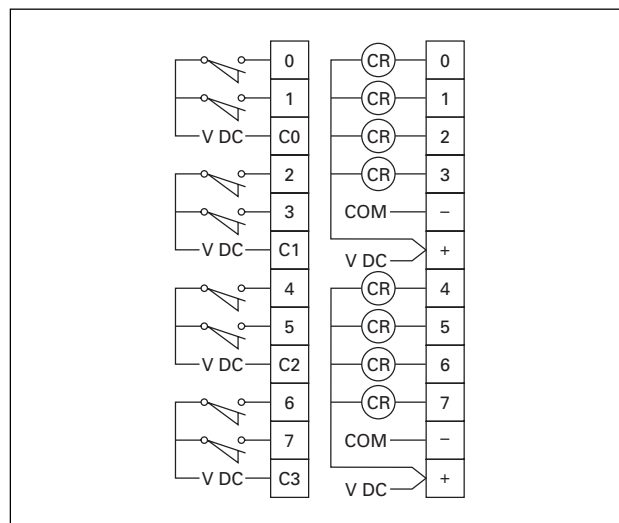 0
1
V DC C0
2
3
V DC C1
4
5
V DC C2
6
7
V DC C3
CR 0
CR 1
CR 2
CR 3
COM –
V DC +
CR 4
CR 5
CR 6
CR 7
COM –
V DC +